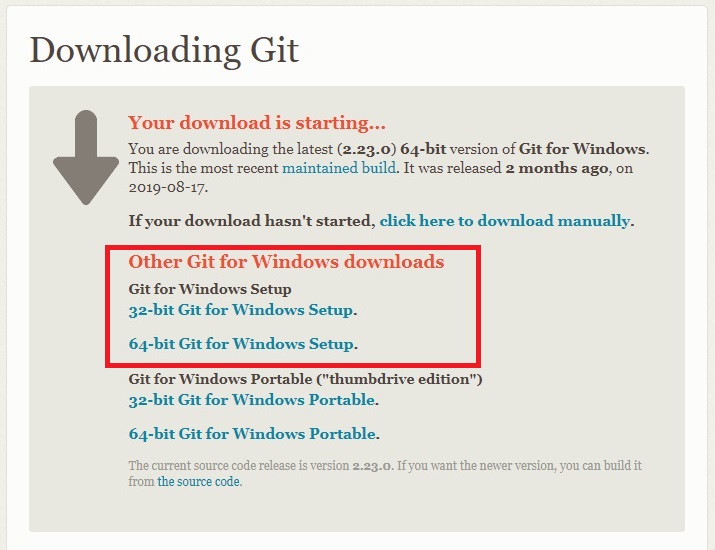 Downloading Git
Your download is starting...
You are downloading the latest (2.23.0) 64-bit version of Git for Windows.
This is the most recent maintained build. It was released 2 months ago, on
2019-08-17.
If your download hasn't started, click here to download manually.
Other Git for Windows downloads
Git for Windows Setup
32-bit Git for Windows Setup.
64-bit Git for Windows Setup.
Git for Windows Portable ("thumbdrive edition")
32-bit Git for Windows Portable.
64-bit Git for Windows Portable.
The current source code release is version 2.23.0. If you want the newer version, you can build it
from the source code.